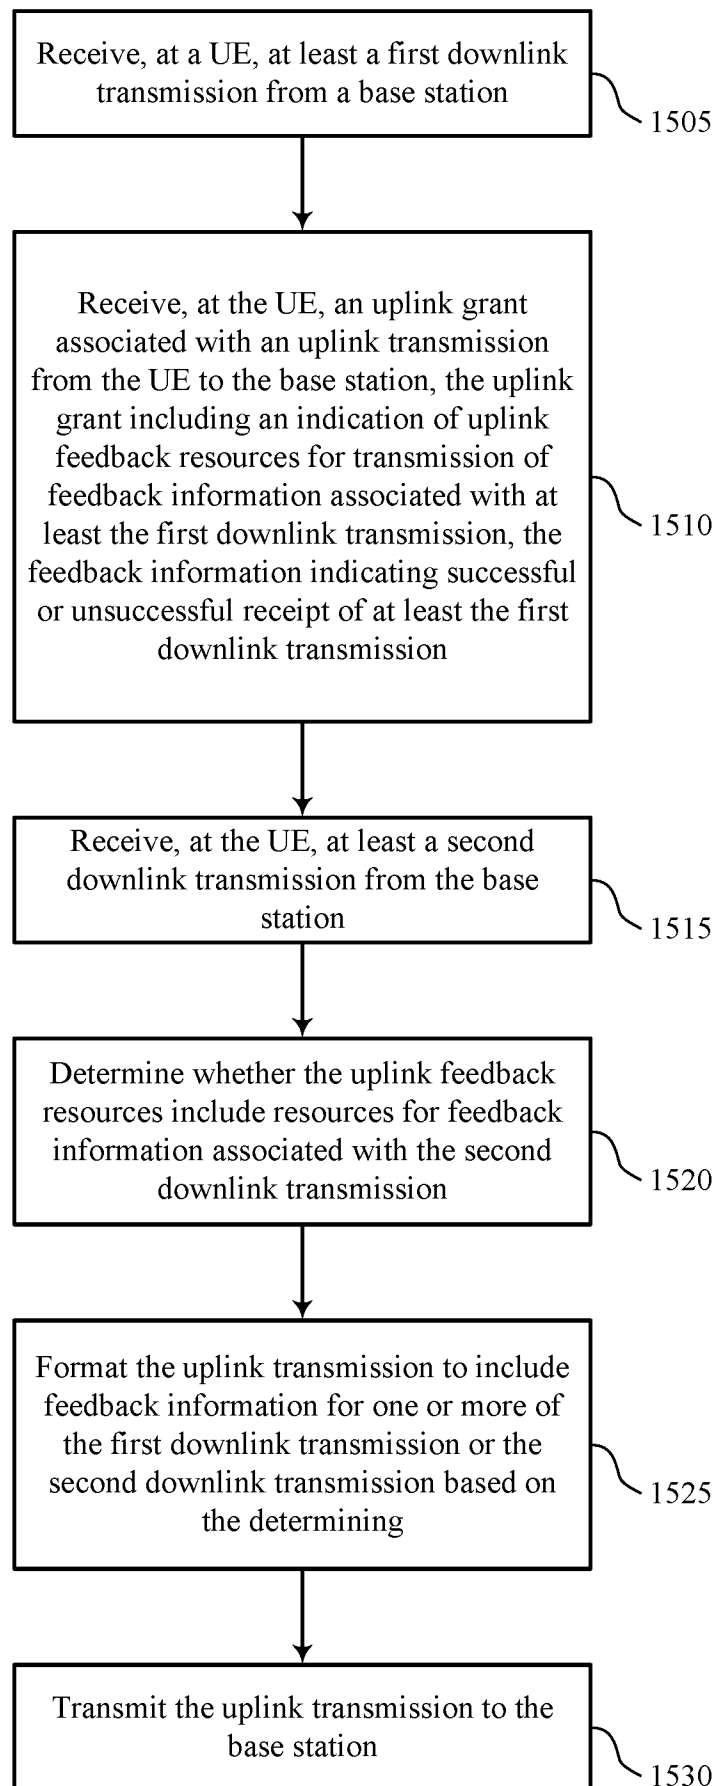 Receive, at a UE, at least a first downlink
transmission from a base station
1505
Receive, at the UE, an uplink grant
associated with an uplink transmission
from the UE to the base station, the uplink
grant including an indication of uplink
feedback resources for transmission of
feedback information associated with at
least the first downlink transmission, the
feedback information indicating successful
or unsuccessful receipt of at least the first
downlink transmission
1510
Receive, at the UE, at least a second
downlink transmission from the base
station
1515
Determine whether the uplink feedback
resources include resources for feedback
information associated with the second
downlink transmission
1520
Format the uplink transmission to include
feedback information for one or more of
the first downlink transmission or the
second downlink transmission based on
the determining
1525
Transmit the uplink transmission to the
base station
1530